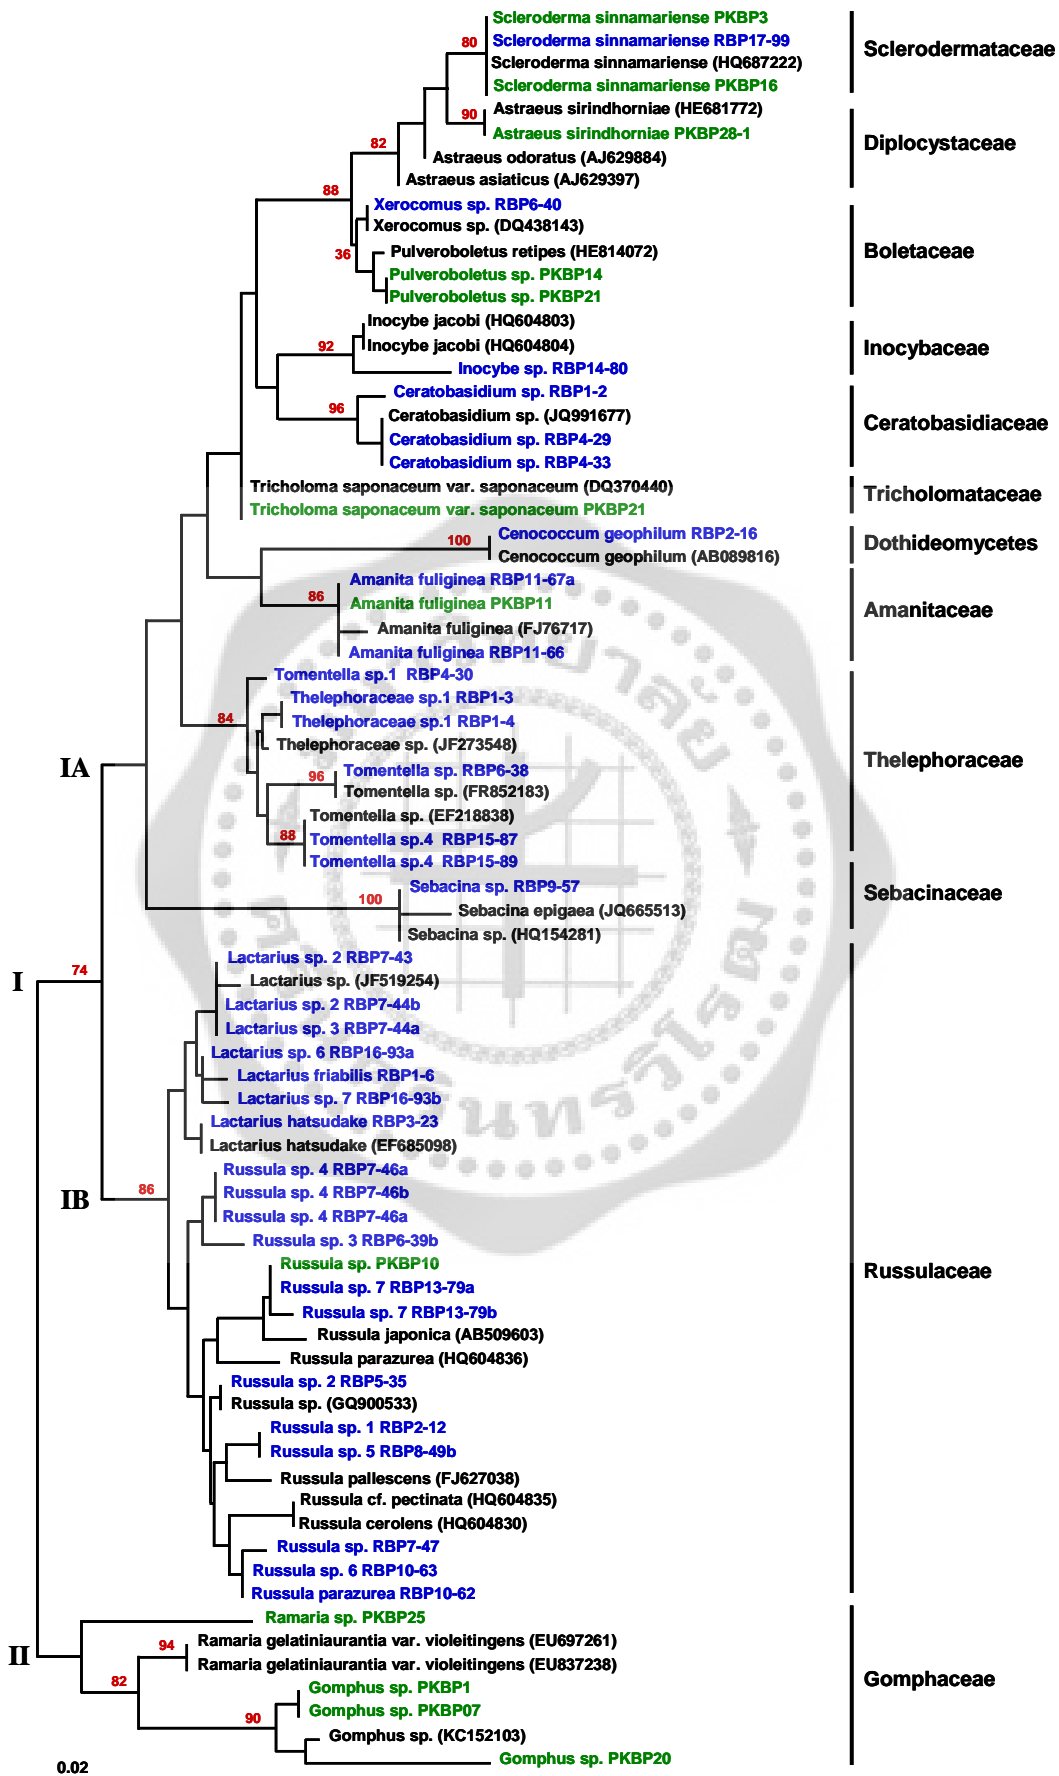 Scleroderma sinnamariense PKBP3
80
Scleroderma sinnamariense RBP17-99
Sclerodermataceae
Scleroderma sinnamariense (HQ687222)
Scleroderma sinnamariense PKBP16
Astraeus sirindhorniae (HE681772)
90
Astraeus sirindhorniae PKBP28-1
82
Diplocystaceae
Astraeus odoratus (AJ629884)
Astraeus asiaticus (AJ629397)
88
Xerocomus sp. RBP6-40
Xerocomus sp. (DQ438143)
36
Pulveroboletus retipes (HE814072)
Boletaceae
Pulveroboletus sp. PKBP14
Pulveroboletus sp. PKBP21
Inocybe jacobi (HQ604803)
92
Inocybe jacobi (HQ604804)
Inocybaceae
Inocybe sp. RBP14-80
Ceratobasidium sp. RBP1-2
96
Ceratobasidium sp. (JQ991677)
Ceratobasidiaceae
Ceratobasidium sp. RBP4-29
Ceratobasidium sp. RBP4-33
Tricholoma saponaceum var. saponaceum (DQ370440)
Tricholomataceae
Tricholoma saponaceum var. saponaceum PKBP21
Cenococcum geophilum RBP2-16
100
Dothideomycetes
Cenococcum geophilum (AB089816)
Amanita fuliginea RBP11-67a
86
Amanita fuliginea PKBP11
Amanitaceae
Amanita fuliginea (FJ76717)
Amanita fuliginea RBP11-66
Tomentella sp.1 RBP4-30
Thelephoraceae sp.1 RBP1-3
84
Thelephoraceae sp.1 RBP1-4
Thelephoraceae sp. (JF273548)
Thelephoraceae
IA
Tomentella sp. RBP6-38
96
Tomentella sp. (FR852183)
Tomentella sp. (EF218838)
88
Tomentella sp.4 RBP15-87
Tomentella sp.4 RBP15-89
Sebacina sp. RBP9-57
Sebacinaceae
100
Sebacina epigaea (JQ665513)
Sebacina sp. (HQ154281)
Lactarius sp. 2 RBP7-43
I
74
Lactarius sp. (JF519254)
Lactarius sp. 2 RBP7-44b
Lactarius sp. 3 RBP7-44a
Lactarius sp. 6 RBP16-93a
Lactarius friabilis RBP1-6
Lactarius sp. 7 RBP16-93b
Lactarius hatsudake RBP3-23
Lactarius hatsudake (EF685098)
Russula sp. 4 RBP7-46a
IB
86
Russula sp. 4 RBP7-46b
Russula sp. 4 RBP7-46a
Russula sp. 3 RBP6-39b
Russula sp. PKBP10
Russulaceae
Russula sp. 7 RBP13-79a
Russula sp. 7 RBP13-79b
Russula japonica (AB509603)
Russula parazurea (HQ604836)
Russula sp. 2 RBP5-35
Russula sp. (GQ900533)
Russula sp. 1 RBP2-12
Russula sp. 5 RBP8-49b
Russula pallescens (FJ627038)
Russula cf. pectinata (HQ604835)
Russula cerolens (HQ604830)
Russula sp. RBP7-47
Russula sp. 6 RBP10-63
Russula parazurea RBP10-62
Ramaria sp. PKBP25
II
94
Ramaria gelatiniaurantia var. violeitingens (EU697261)
Ramaria gelatiniaurantia var. violeitingens (EU837238)
82
Gomphaceae
Gomphus sp. PKBP1
90
Gomphus sp. PKBP07
Gomphus sp. (KC152103)
Gomphus sp. PKBP20
0.02